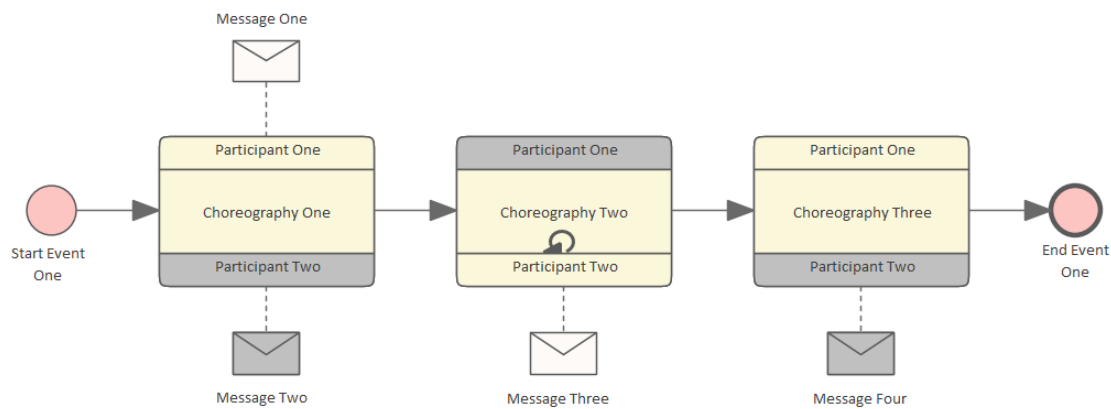 Message One
Participant One
Choreography One
Participant Two
Message Two
Participant One
Choreography Two
Participant Two
Message Three
Participant One
Choreography Three
Participant Two
Message Four
Start Event
One
End Event
One